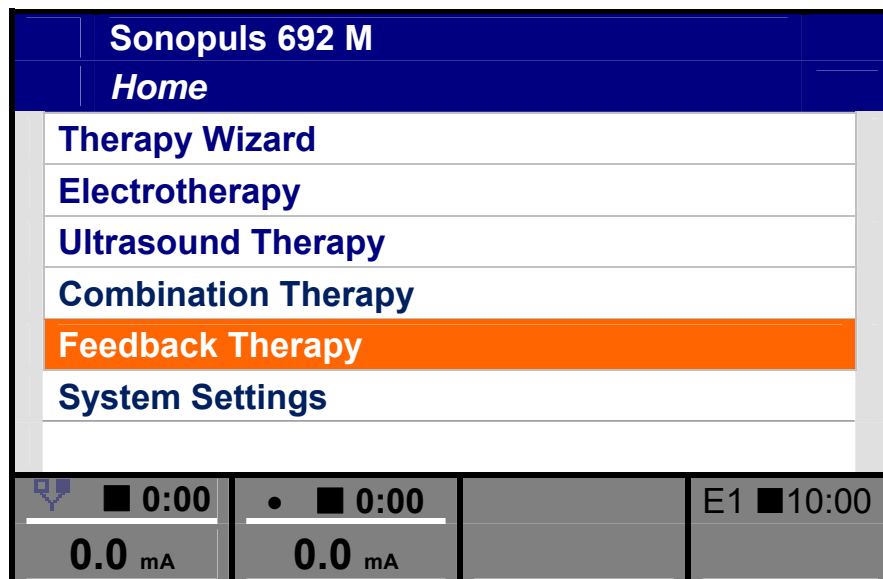 Sonopuls 692 M
Home
Therapy Wizard
Electrotherapy
Ultrasound Therapy
Combination Therapy
Feedback Therapy
System Settings
0:00 0:00 E1 10:00
0.0 mA 0.0 mA